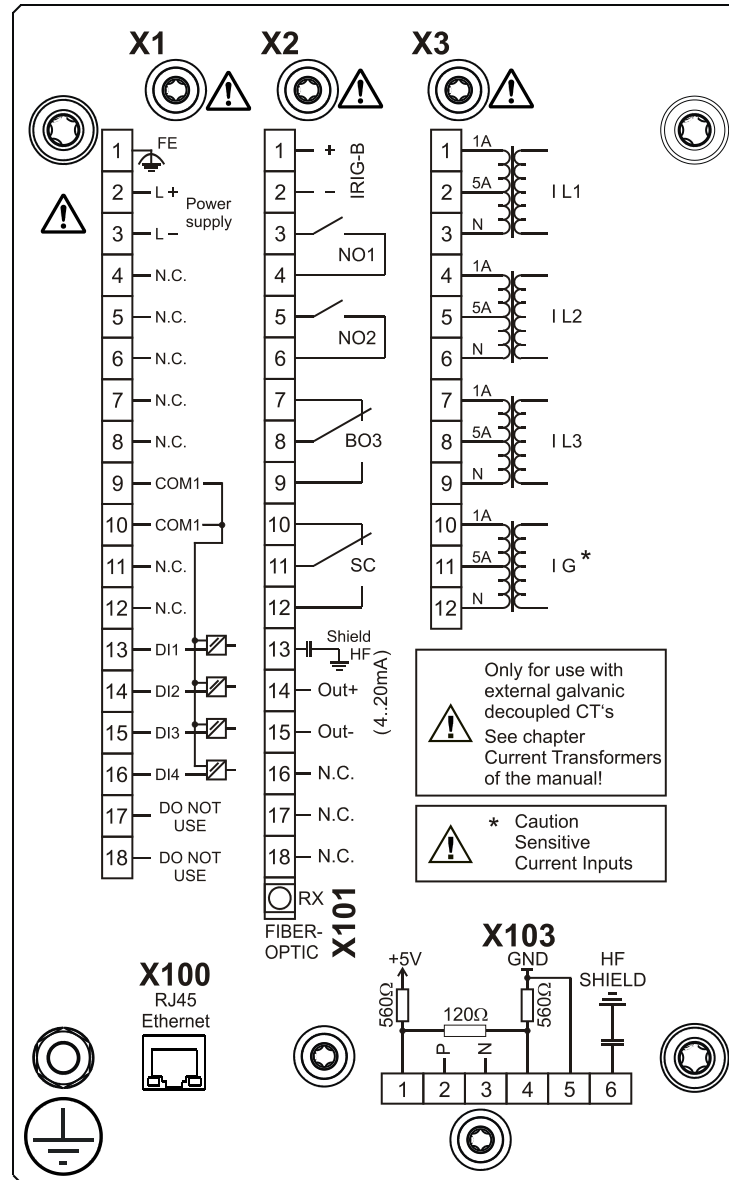 X1
1 FE
2 L+ Power
supply
3 L–
4 N.C.
5 N.C.
6 N.C.
7 N.C.
8 N.C.
9 COM1
10 COM1
11 N.C.
12 N.C.
13 DI1
14 DI2
15 DI3
16 DI4
17 DO NOT
USE
18 DO NOT
USE
X2
1 +
2 –
IRIG-B
3
NO1
4
5
NO2
6
7
8 BO3
9
10
11 SC
12
13 Shield
HF
14 Out+
15 Out-
(4..20mA)
16 N.C.
17 N.C.
18 N.C.
RX
FIBER-
OPTIC
X101
X3
1 1A
2 5A I L1
3 N
4 1A
5 5A I L2
6 N
7 1A
8 5A I L3
9 N
10 1A
11 5A I G *
12 N
Only for use with
external galvanic
decoupled CT‘s
See chapter
Current Transformers
of the manual!
* Caution
Sensitive
Current Inputs
X100
RJ45
Ethernet
X103
+5V GND HF
SHIELD
560Ω 120Ω 560Ω
P N
1 2 3 4 5 6